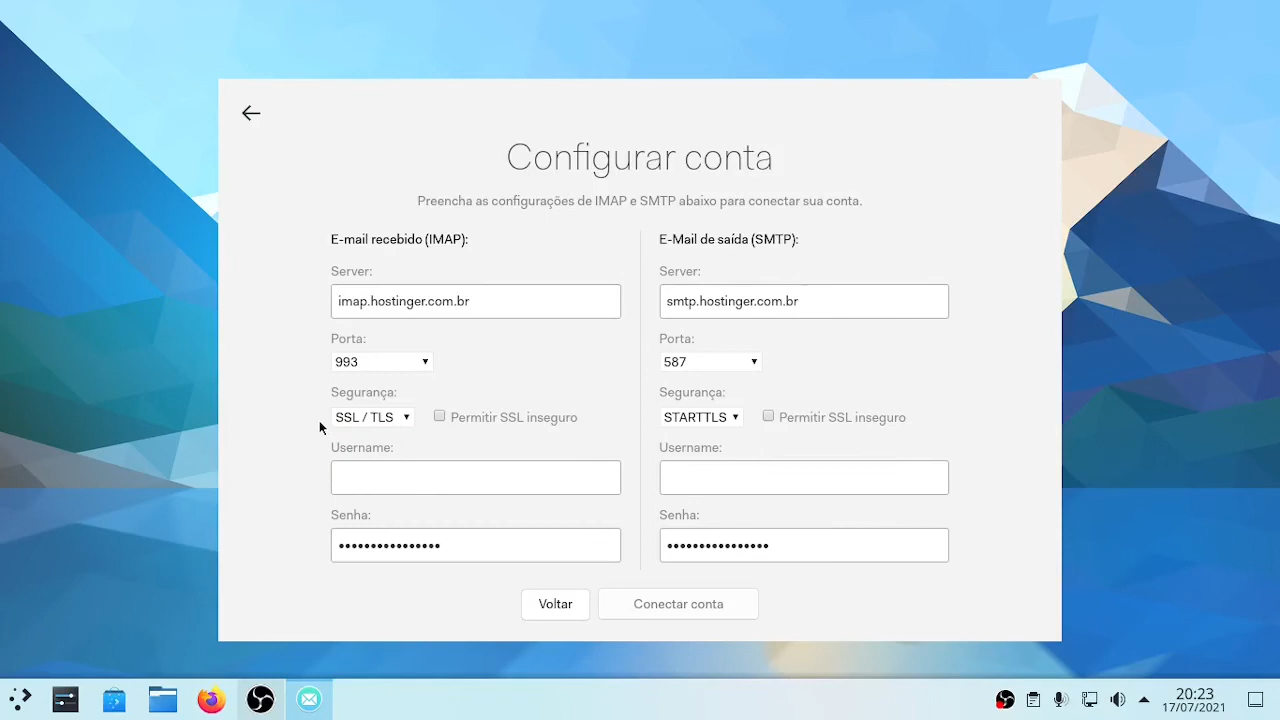 Configurar conta
Preencha as configurações de IMAP e SMTP abaixo para conectar sua conta.
E-mail recebido (IMAP):
Server:
imap.hostinger.com.br
Porta:
993
Segurança:
SSL / TLS
Permitir SSL inseguro
Username:
Senha:
••••••••••••••••
E-Mail de saída (SMTP):
Server:
smtp.hostinger.com.br
Porta:
587
Segurança:
STARTTLS
Permitir SSL inseguro
Username:
Senha:
••••••••••••••••
Voltar
Conectar conta
20:23
17/07/2021